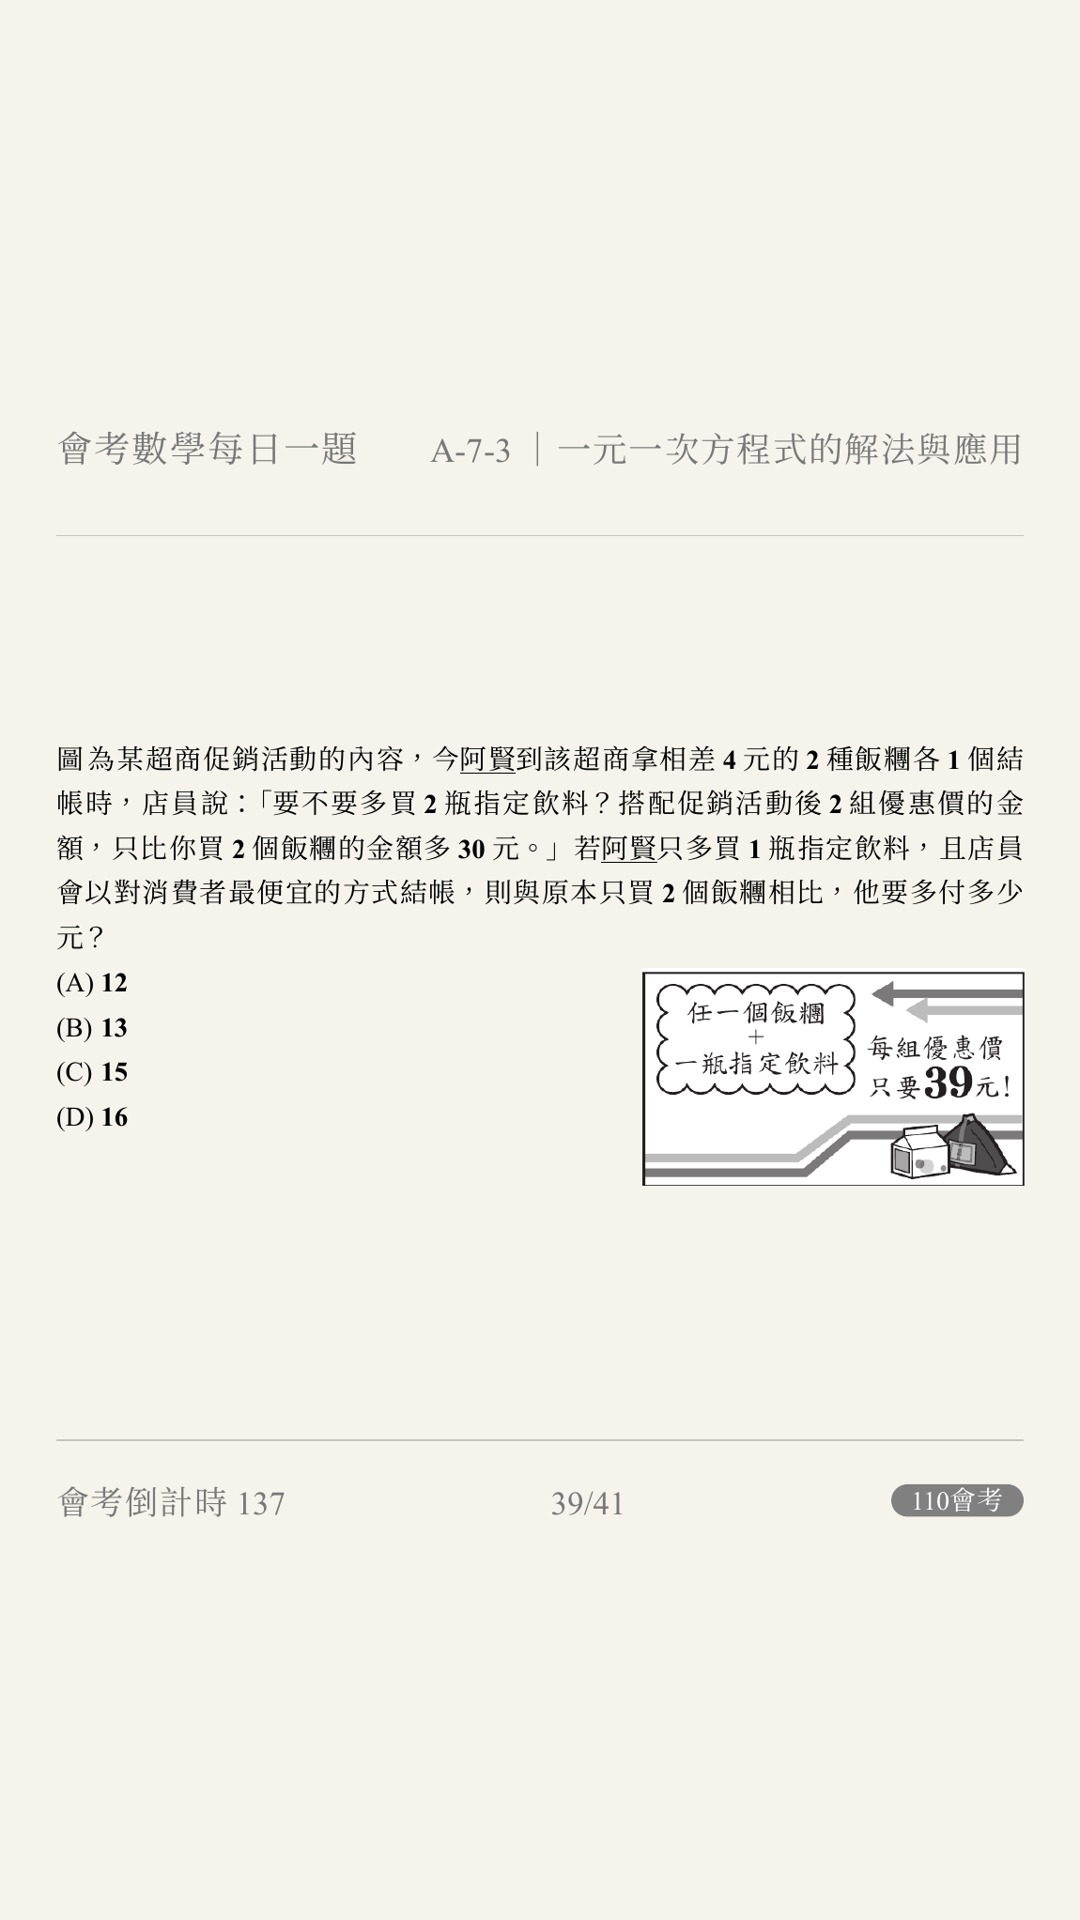 會考數學每日一題 A-7-3｜一元一次方程式的解法與應用
圖為某超商促銷活動的內容，今阿賢到該超商拿相差 4 元的 2 種飯糰各 1 個結
帳時，店員說：「要不要多買 2 瓶指定飲料？搭配促銷活動後 2 組優惠價的金
額，只比你買 2 個飯糰的金額多 30 元。」若阿賢只多買 1 瓶指定飲料，且店員
會以對消費者最便宜的方式結帳，則與原本只買 2 個飯糰相比，他要多付多少
元？
(A) 12
(B) 13
(C) 15
(D) 16
任一個飯糰
+
一瓶指定飲料
每組優惠價
只要39元!
會考倒計時 137 39/41 110會考